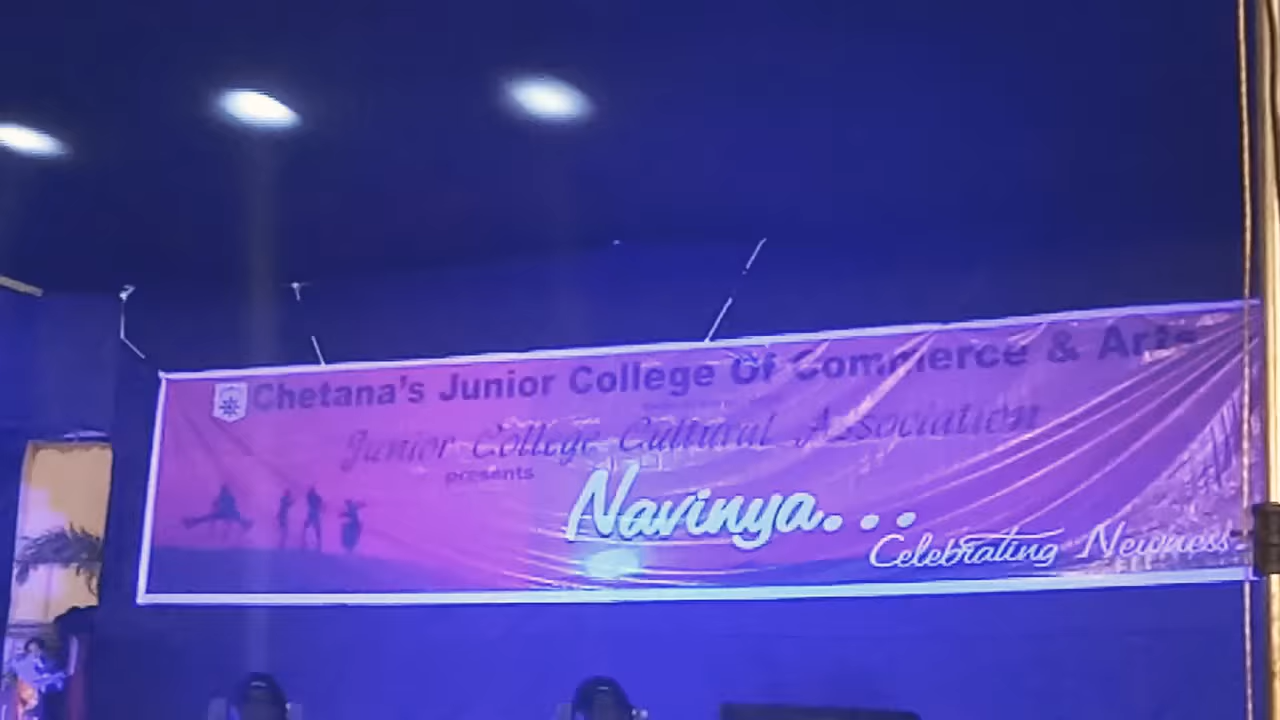 Chetana's Junior College Of Commerce & Arts
Junior College Cultural Association
presents
Navinya...
Celebrating Newness